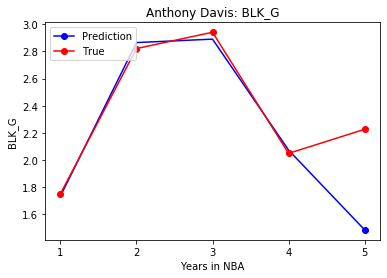 Anthony Davis: BLK_G
Prediction
True
BLK_G
3.0
2.8
2.6
2.4
2.2
2.0
1.8
1.6
1
2
3
4
5
Years in NBA